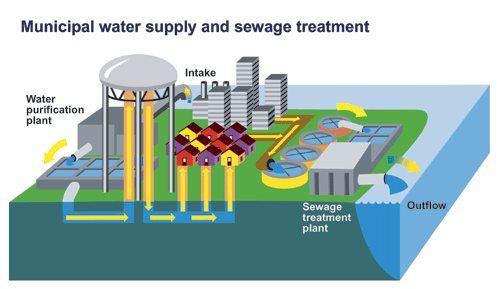 Municipal water supply and sewage treatment
Intake
Water
purification
plant
Sewage
treatment
plant
Outflow